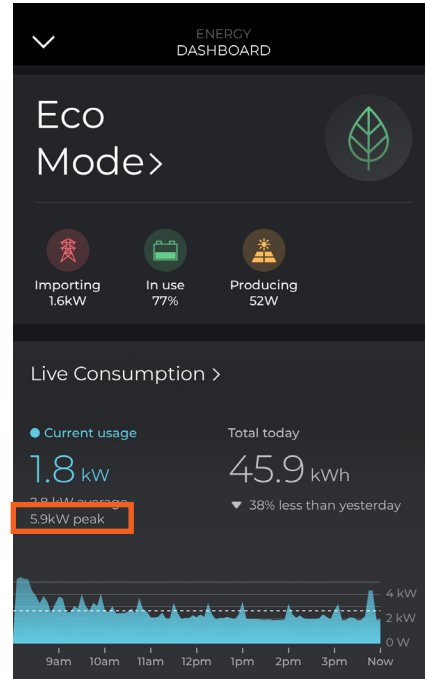 ENERGY
DASHBOARD
Eco
Mode>
Importing
1.6kW
In use
77%
Producing
52W
Live Consumption >
Current usage
1.8 kW
2.8 kW average
5.9kW peak
Total today
45.9 kWh
▼ 38% less than yesterday
4 kW
2 kW
0 W
9am 10am 11am 12pm 1pm 2pm 3pm Now